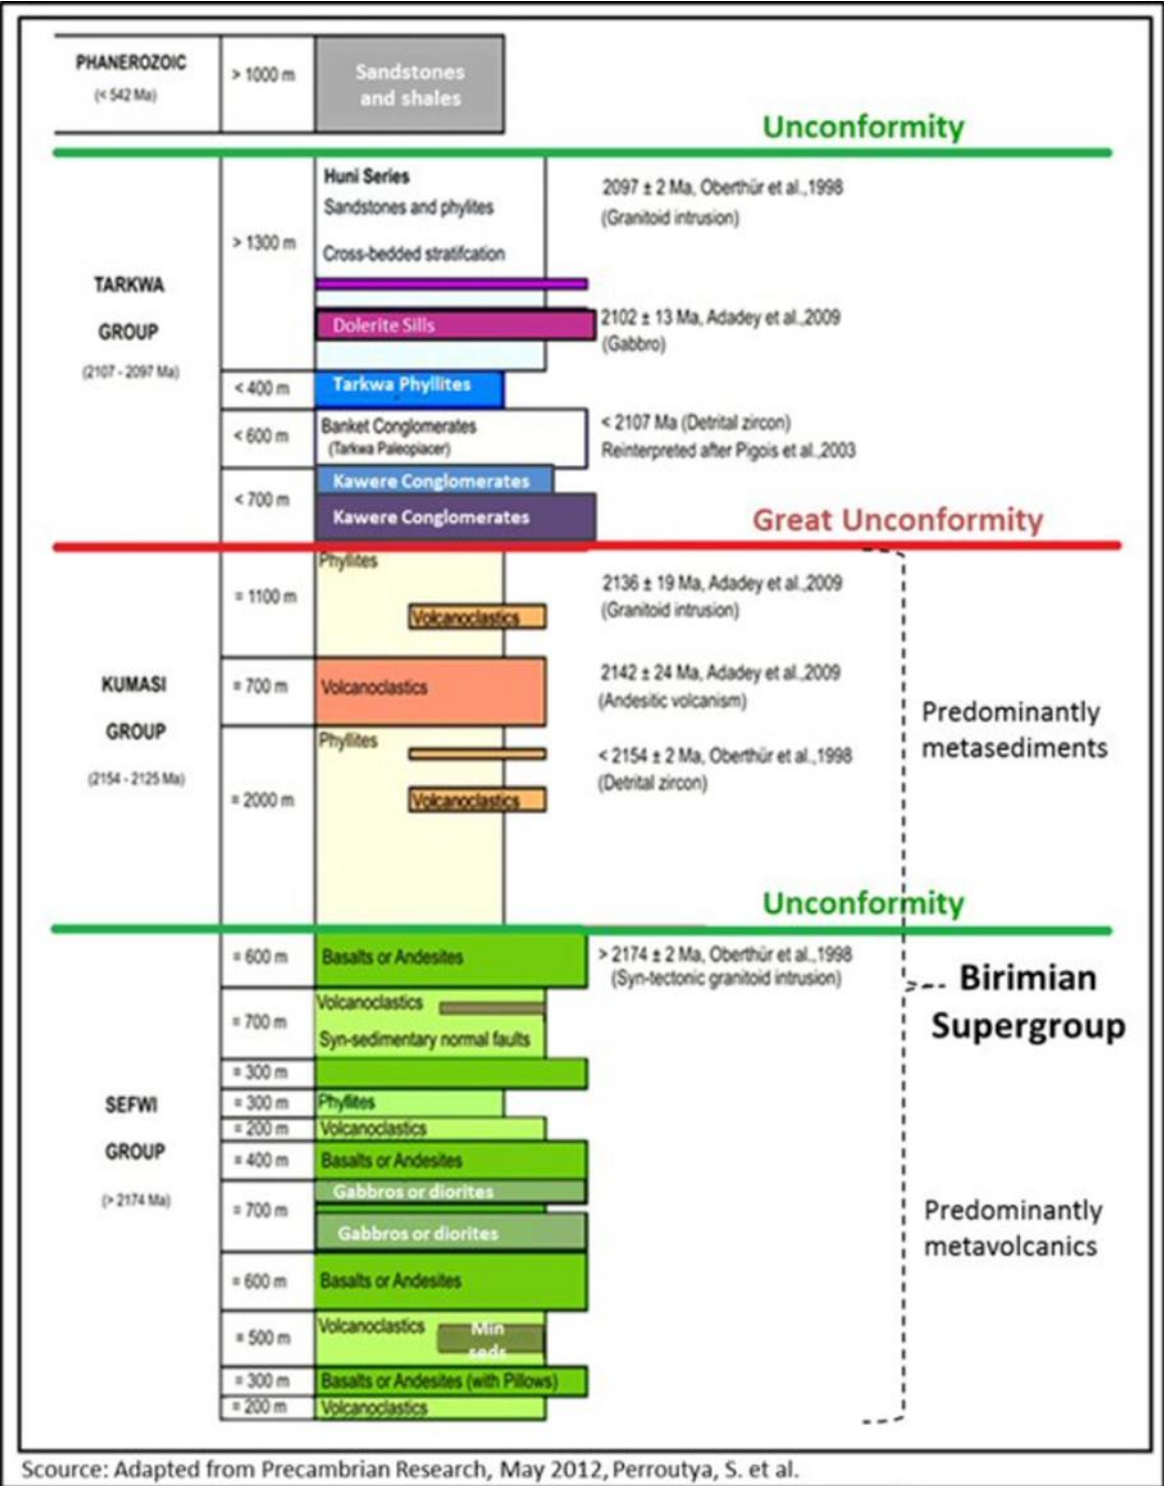 PHANEROZOIC
(< 542 Ma)
> 1000 m
Sandstones
and shales
Unconformity
TARKWA
GROUP
(2107 - 2097 Ma)
> 1300 m
Huni Series
Sandstones and phylites
Cross-bedded stratifcation
2097 ± 2 Ma, Oberthür et al.,1998
(Granitoid intrusion)
Dolerite Sills
2102 ± 13 Ma, Adadey et al.,2009
(Gabbro)
< 400 m
Tarkwa Phyllites
< 600 m
Banket Conglomerates
(Tarkwa Paleoplacer)
< 2107 Ma (Detrital zircon)
Reinterpreted after Pigois et al.,2003
< 700 m
Kawere Conglomerates
Kawere Conglomerates
Great Unconformity
KUMASI
GROUP
(2154 - 2125 Ma)
= 1100 m
Phyllites
Volcanoclastics
2136 ± 19 Ma, Adadey et al.,2009
(Granitoid intrusion)
= 700 m
Volcanoclastics
2142 ± 24 Ma, Adadey et al.,2009
(Andesitic volcanism)
= 2000 m
Phyllites
Volcanoclastics
< 2154 ± 2 Ma, Oberthür et al.,1998
(Detrital zircon)
Predominantly
metasediments
Unconformity
SEFWI
GROUP
(> 2174 Ma)
= 600 m
Basalts or Andesites
> 2174 ± 2 Ma, Oberthür et al.,1998
(Syn-tectonic granitoid intrusion)
Birimian
Supergroup
= 700 m
Volcanoclastics
Syn-sedimentary normal faults
= 300 m
= 300 m
Phyllites
= 200 m
Volcanoclastics
= 400 m
Basalts or Andesites
= 700 m
Gabbros or diorites
Gabbros or diorites
= 600 m
Basalts or Andesites
Predominantly
metavolcanics
= 500 m
Volcanoclastics
Min
seds
= 300 m
Basalts or Andesites (with Pillows)
= 200 m
Volcanoclastics
Scource: Adapted from Precambrian Research, May 2012, Perroutya, S. et al.